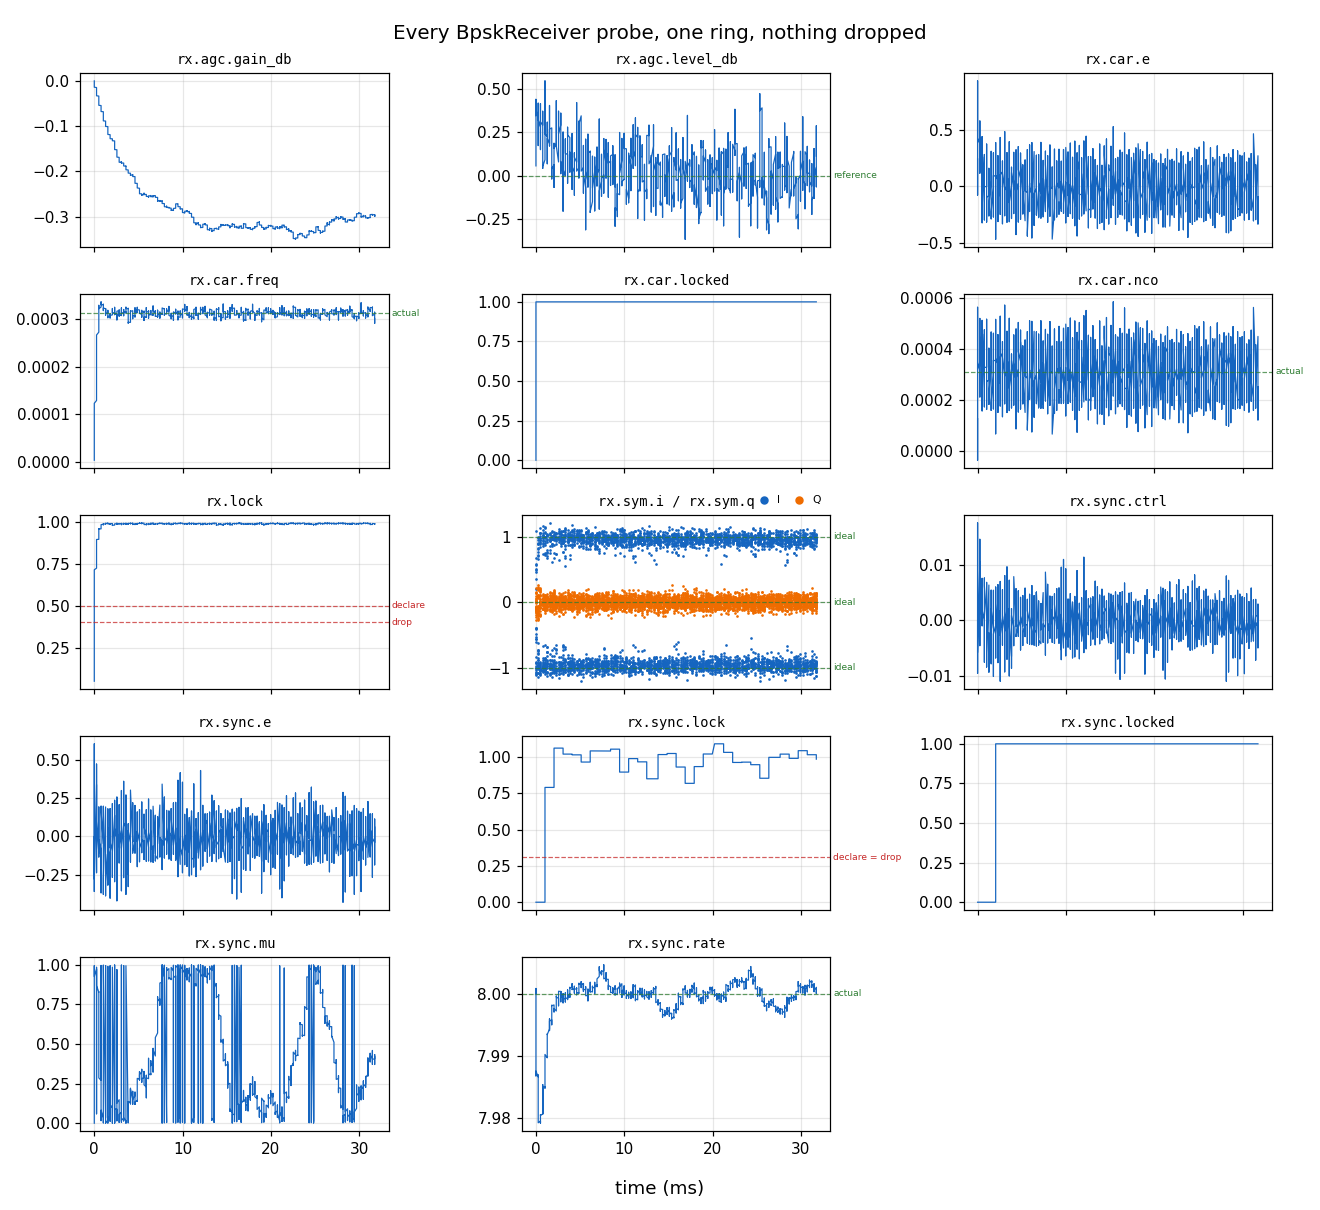 Every BpskReceiver probe, one ring, nothing dropped
rx.agc.gain_db
0.0
−0.1
−0.2
−0.3
rx.agc.level_db
0.50
0.25
0.00
−0.25
reference
rx.car.e
0.5
0.0
−0.5
rx.car.freq
0.0003
0.0002
0.0001
0.0000
actual
rx.car.locked
1.00
0.75
0.50
0.25
0.00
rx.car.nco
0.0006
0.0004
0.0002
0.0000
actual
rx.lock
1.00
0.75
0.50
0.25
declare
drop
rx.sym.i / rx.sym.q
I
Q
1
0
−1
ideal
ideal
ideal
rx.sync.ctrl
0.01
0.00
−0.01
rx.sync.e
0.50
0.25
0.00
−0.25
rx.sync.lock
1.00
0.75
0.50
0.25
0.00
declare = drop
rx.sync.locked
1.00
0.75
0.50
0.25
0.00
rx.sync.mu
1.00
0.75
0.50
0.25
0.00
0 10 20 30
rx.sync.rate
8.00
7.99
7.98
actual
0 10 20 30
time (ms)